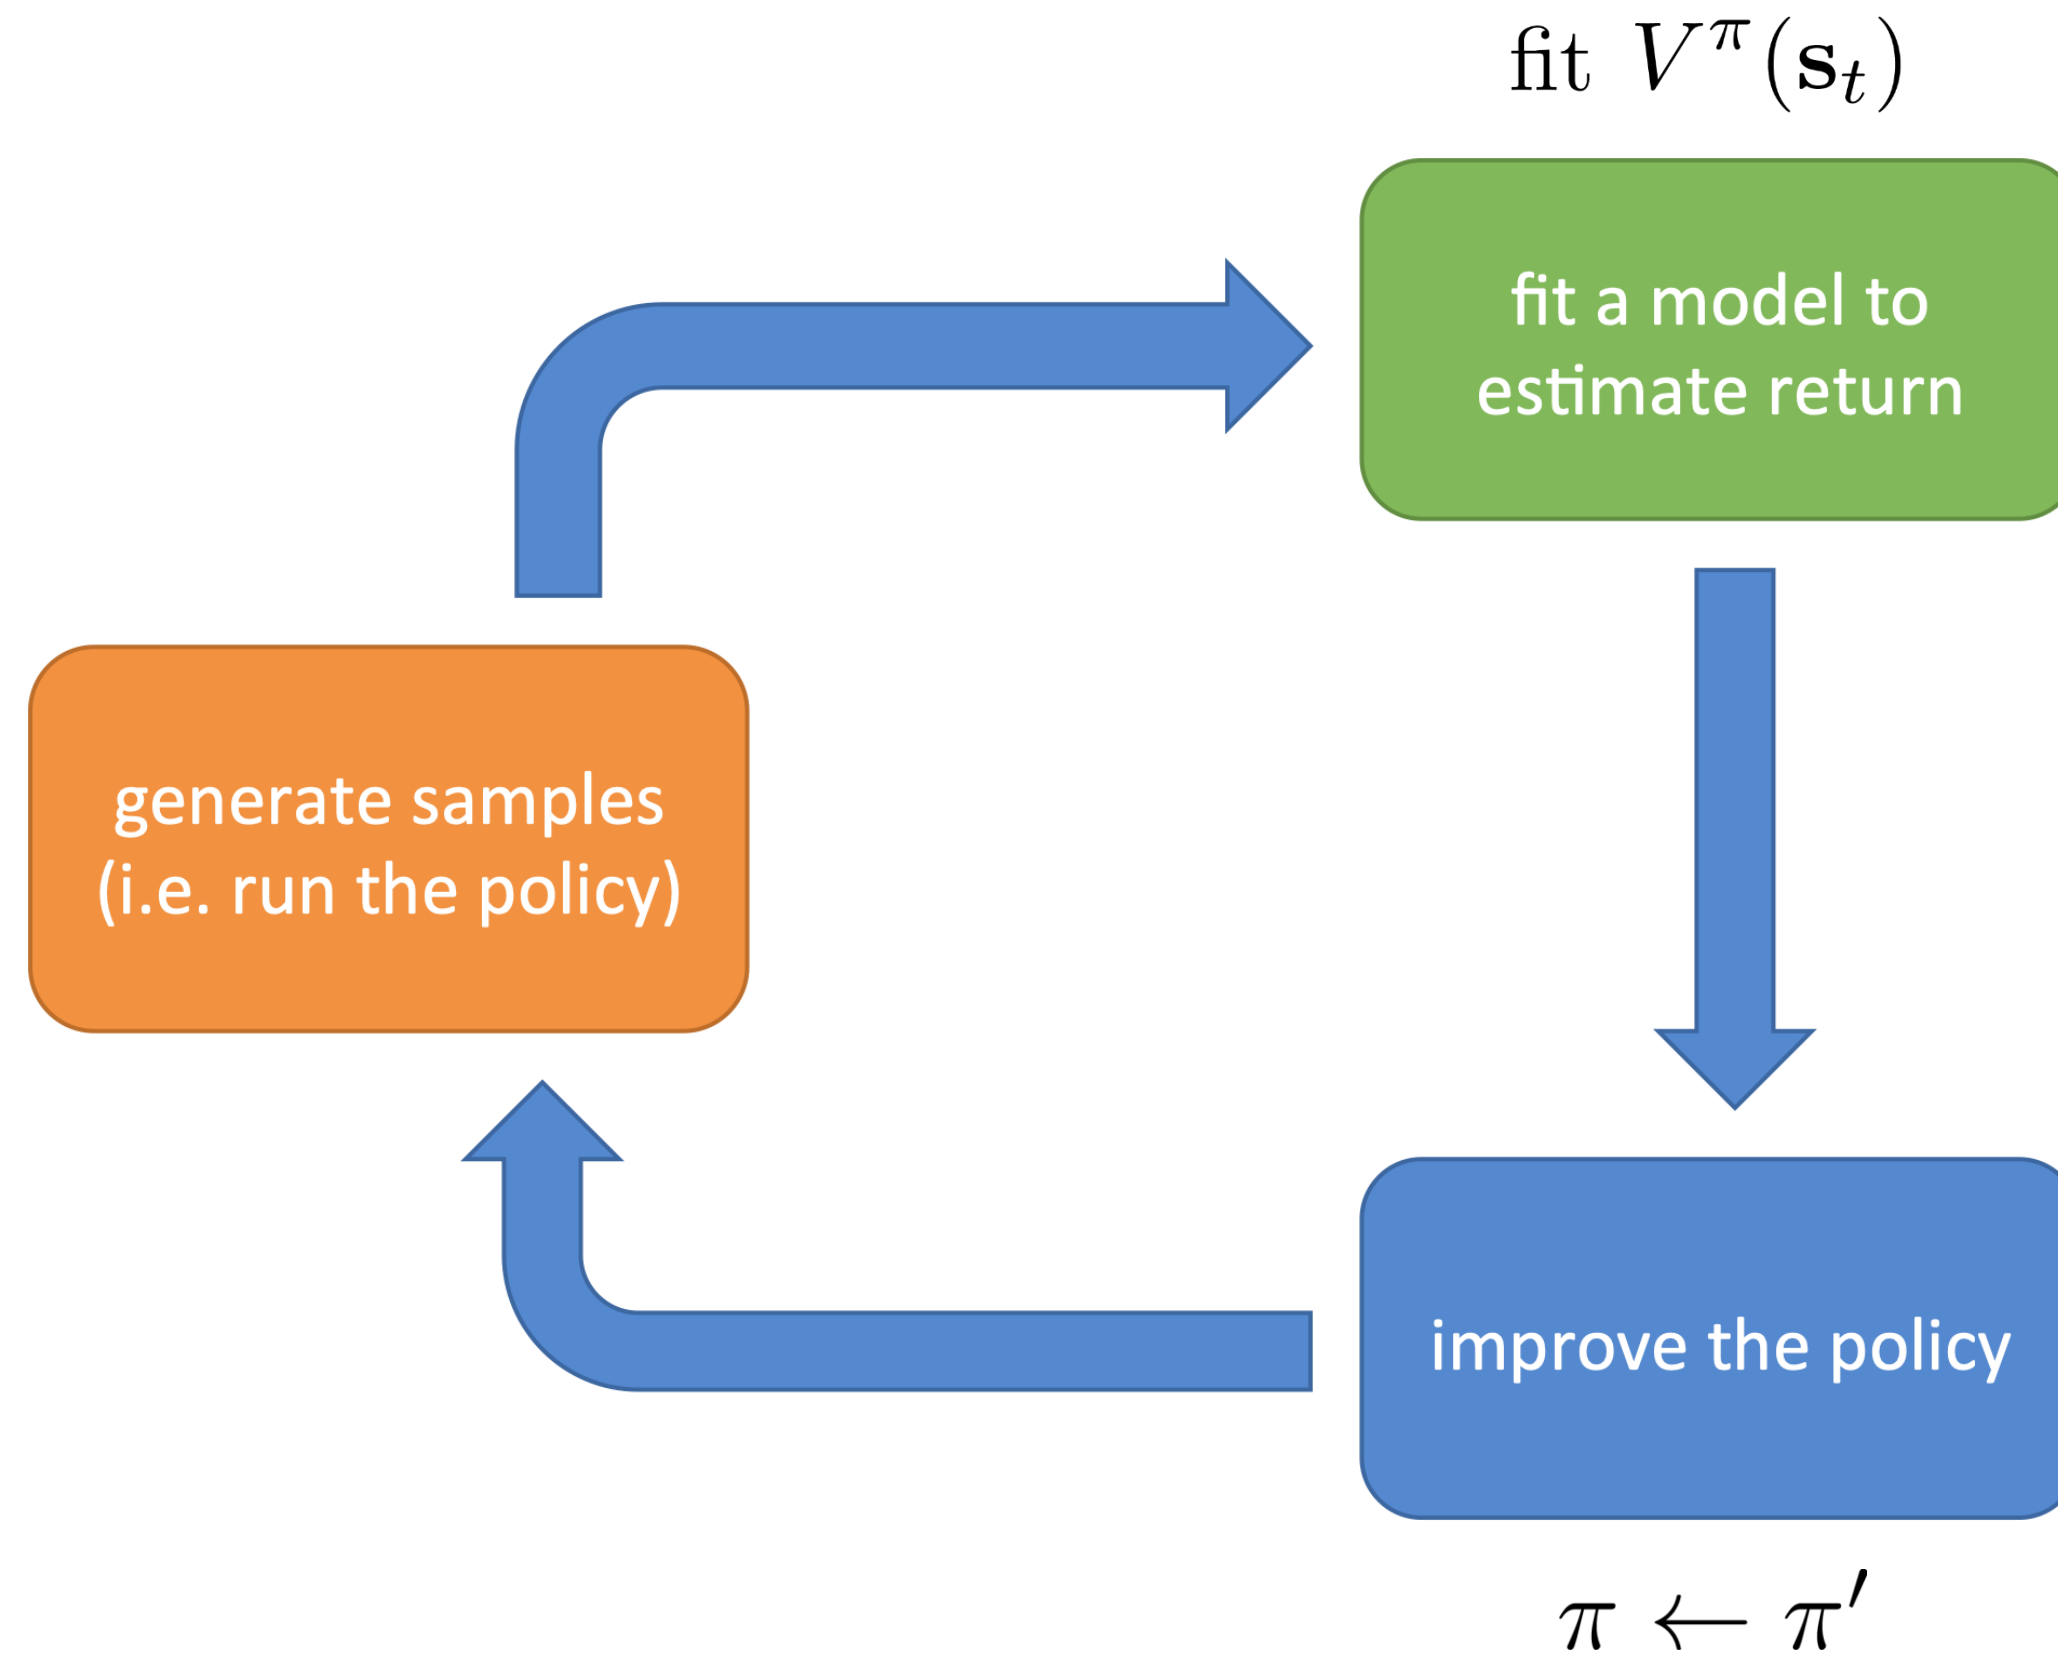 fit $V^{\pi}(\mathbf{s}_t)$
fit a model to
estimate return
generate samples
(i.e. run the policy)
improve the policy
$\pi \leftarrow \pi'$